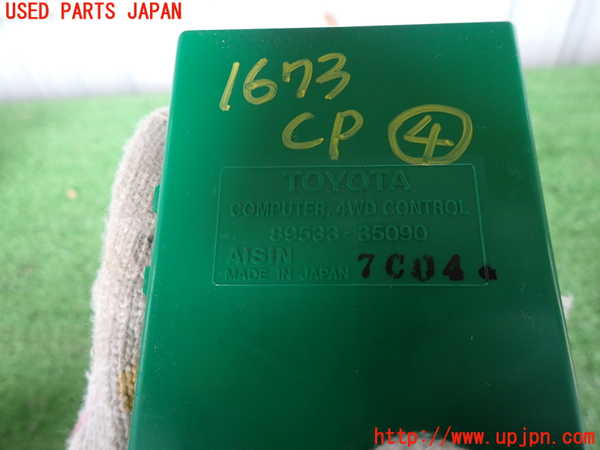 USED PARTS JAPAN
1673
CP ④
TOYOTA
COMPUTER, 4WD CONTROL
89533-35090
AISIN
MADE IN JAPAN 7C04a
http://www.upjpn.com/